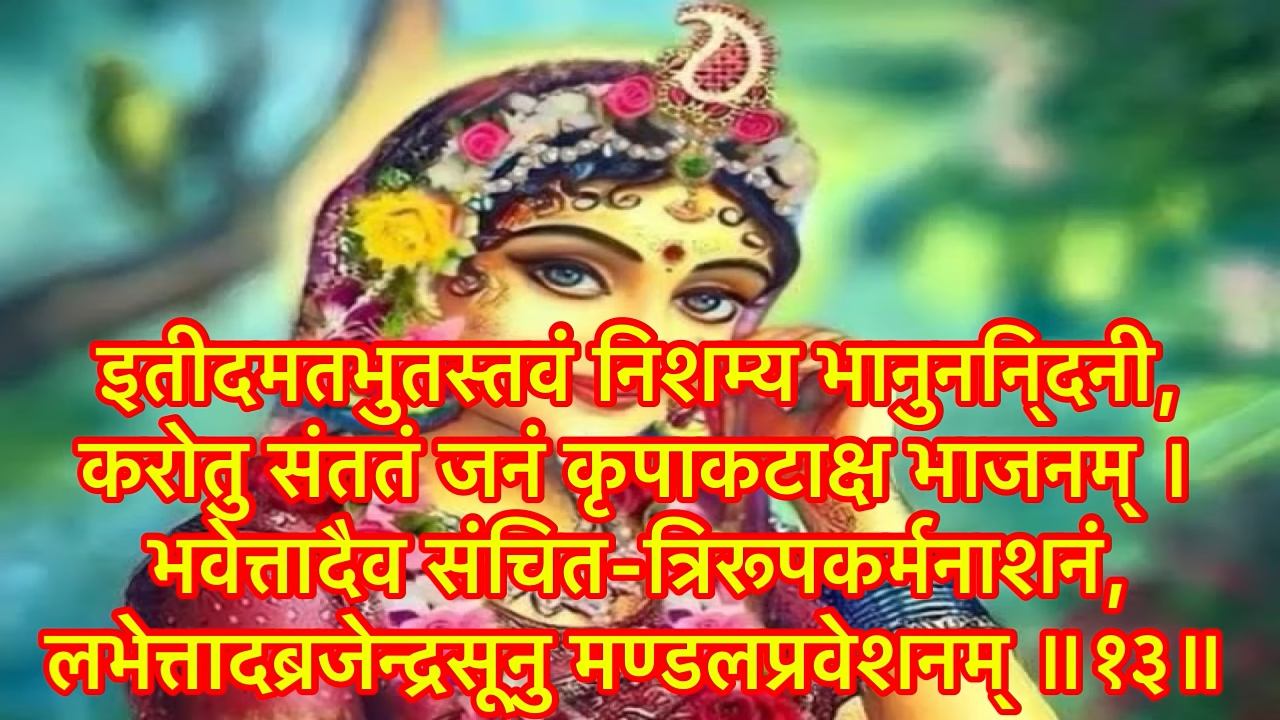 इतीदमतभुतस्तवं निशम्य भानुननि्दनी,
करोतु संततं जनं कृपाकटाक्ष भाजनम् ।
भवेत्तादैव संचित-त्रिरूपकर्मनाशनं,
लभेत्तादब्रजेन्द्रसूनु मण्डलप्रवेशनम् ॥१३॥